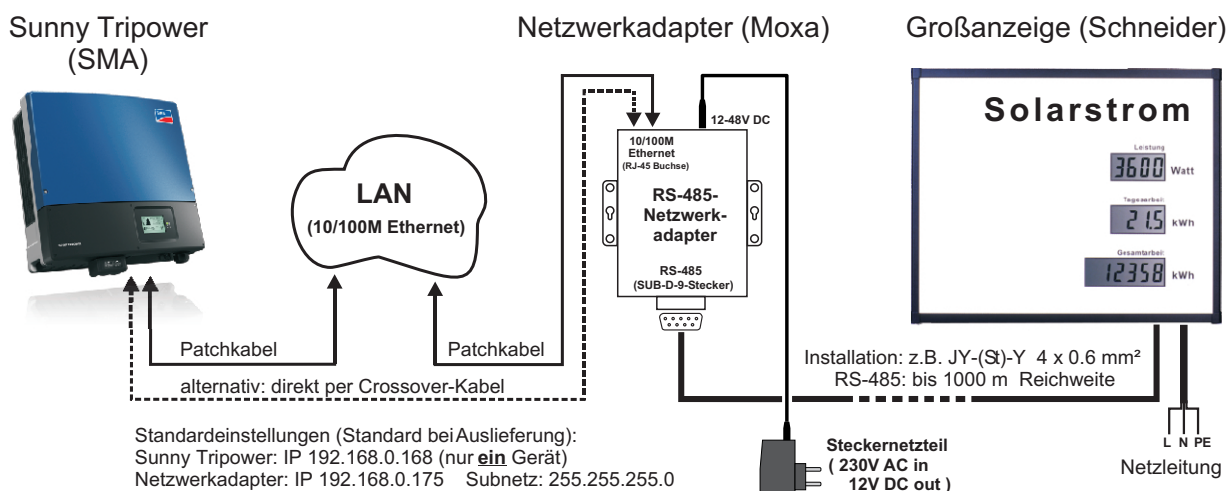 Sunny Tripower
(SMA)
Netzwerkadapter (Moxa)
Großanzeige (Schneider)
12-48V DC
10/100M
Ethernet
(RJ-45 Buchse)
RS-485-
Netzwerk-
adapter
RS-485
(SUB-D-9-Stecker)
LAN
(10/100M Ethernet)
Solarstrom
Leistung
3600 Watt
Tagesarbeit
21.5 kWh
Gesamtarbeit
12358 kWh
Patchkabel
Patchkabel
alternativ: direkt per Crossover-Kabel
Installation: z.B. JY-(St)-Y 4 x 0.6 mm²
RS-485: bis 1000 m Reichweite
L N PE
Netzleitung
Standardeinstellungen (Standard bei Auslieferung):
Sunny Tripower: IP 192.168.0.168 (nur ein Gerät)
Netzwerkadapter: IP 192.168.0.175 Subnetz: 255.255.255.0
Steckernetzteil
( 230V AC in
12V DC out )